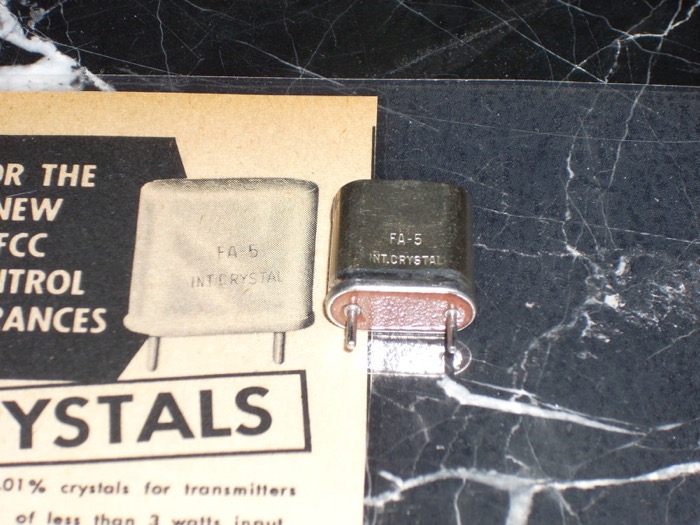 OR THE
NEW
FCC
NTROL
RANCES
FA-5
INT.CRYSTAL
FA-5
INT.CRYSTAL
YSTALS
.01% crystals for transmitters
of less than 3 watts input